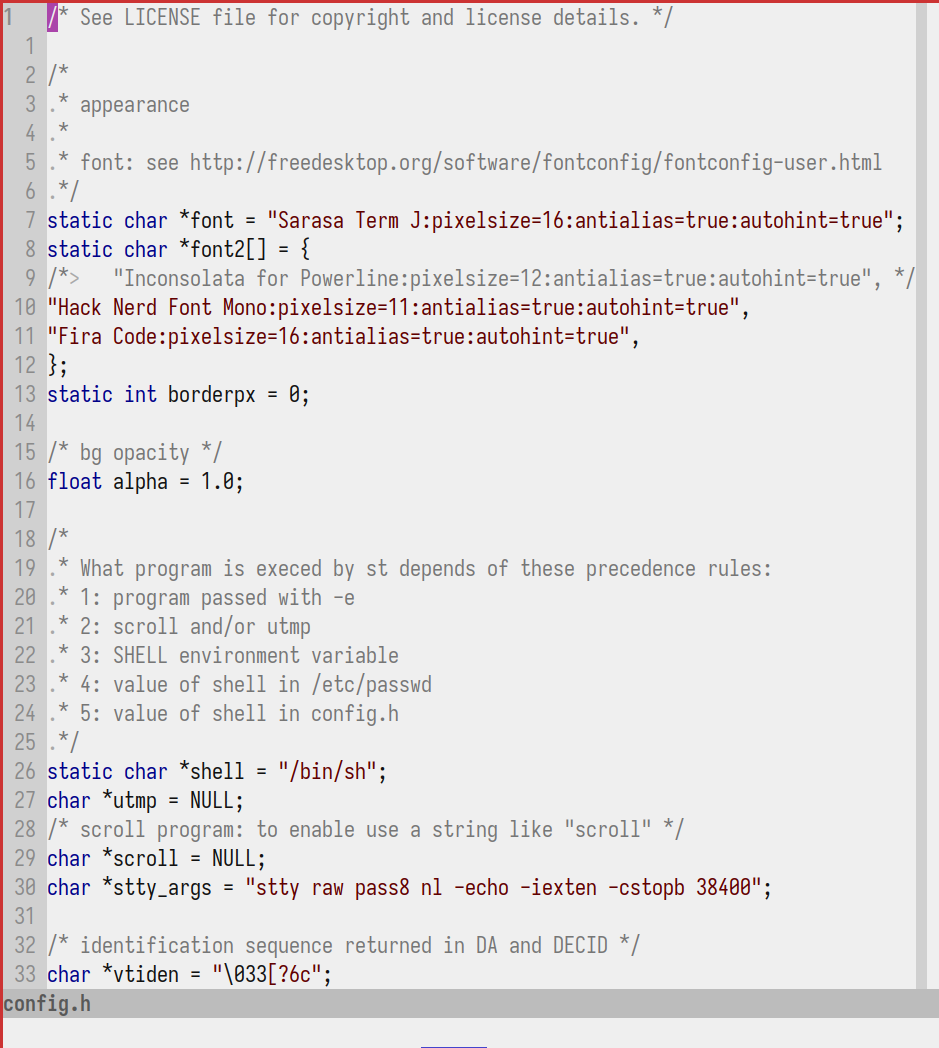 1 /* See LICENSE file for copyright and license details. */
1
2 /*
3 .* appearance
4 .*
5 .* font: see http://freedesktop.org/software/fontconfig/fontconfig-user.html
6 .*/
7 static char *font = "Sarasa Term J:pixelsize=16:antialias=true:autohint=true";
8 static char *font2[] = {
9 /*>   "Inconsolata for Powerline:pixelsize=12:antialias=true:autohint=true", */
10 "Hack Nerd Font Mono:pixelsize=11:antialias=true:autohint=true",
11 "Fira Code:pixelsize=16:antialias=true:autohint=true",
12 };
13 static int borderpx = 0;
14
15 /* bg opacity */
16 float alpha = 1.0;
17
18 /*
19 .* What program is execed by st depends of these precedence rules:
20 .* 1: program passed with -e
21 .* 2: scroll and/or utmp
22 .* 3: SHELL environment variable
23 .* 4: value of shell in /etc/passwd
24 .* 5: value of shell in config.h
25 .*/
26 static char *shell = "/bin/sh";
27 char *utmp = NULL;
28 /* scroll program: to enable use a string like "scroll" */
29 char *scroll = NULL;
30 char *stty_args = "stty raw pass8 nl -echo -iexten -cstopb 38400";
31
32 /* identification sequence returned in DA and DECID */
33 char *vtiden = "\033[?6c";
config.h